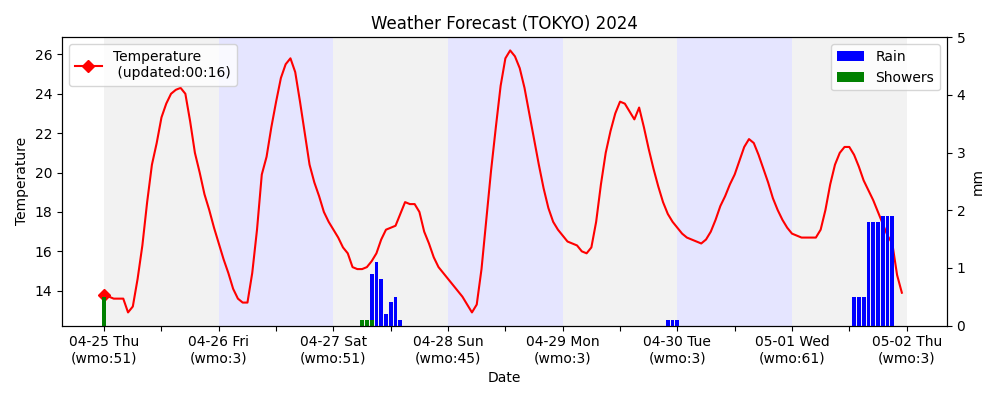 Weather Forecast (TOKYO) 2024
Temperature
(updated:00:16)
Rain
Showers
26
24
22
20
18
16
14
Temperature
5
4
3
2
1
0
mm
04-25 Thu 04-26 Fri 04-27 Sat 04-28 Sun 04-29 Mon 04-30 Tue 05-01 Wed 05-02 Thu
(wmo:51) (wmo:3) (wmo:51) (wmo:45) (wmo:3) (wmo:3) (wmo:61) (wmo:3)
Date